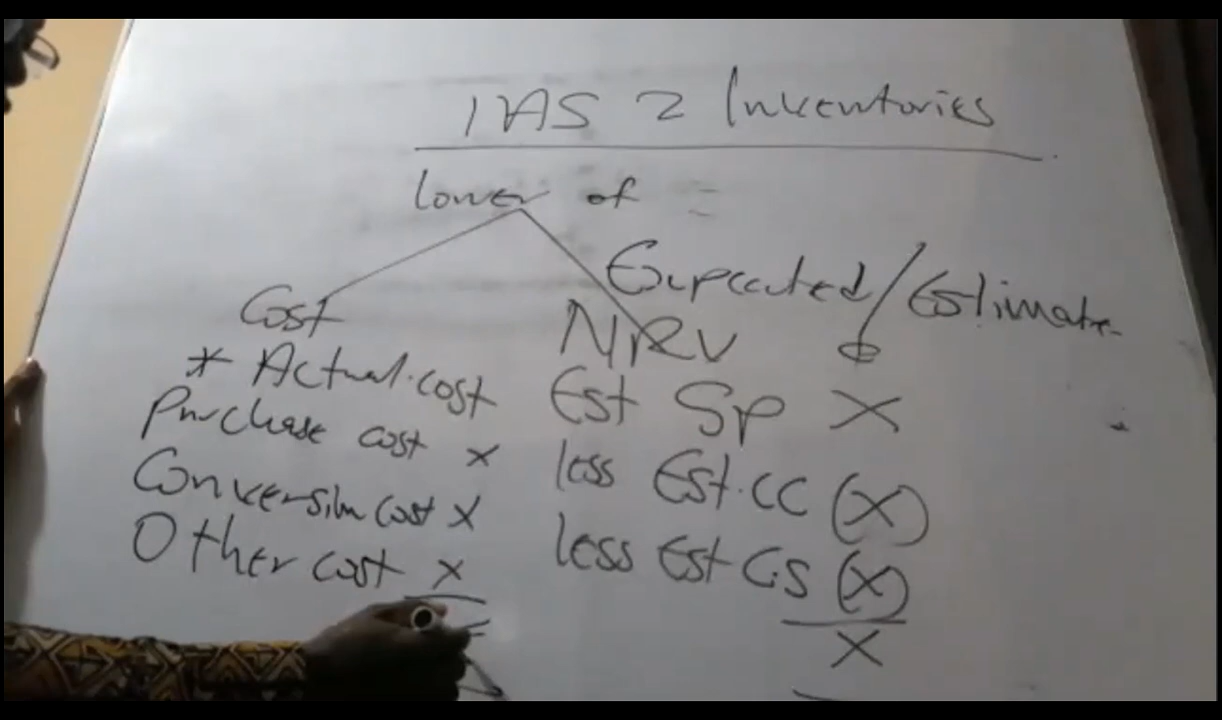 IAS 2 Inventories
lower of
Expected/Estimate
Cost
NRV
* Actual cost
Purchase cost x
Conversion cost x
Other cost x
Est Sp X
less Est. CC (X)
less Est CS (X)
X